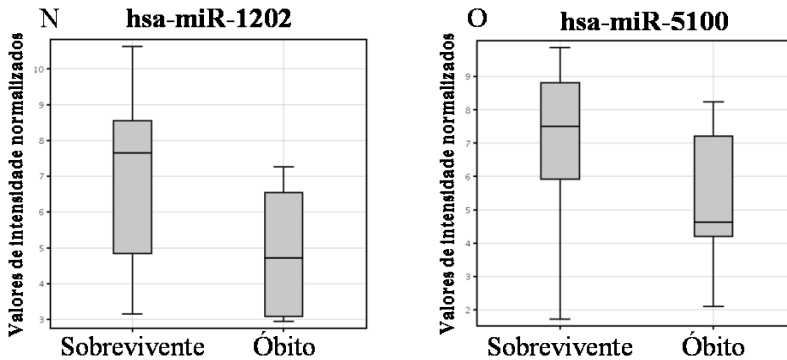 N hsa-miR-1202
Valores de intensidade normalizados
10
9
8
7
6
5
4
3
Sobrevivente Óbito
O hsa-miR-5100
Valores de intensidade normalizados
9
8
7
6
5
4
3
2
Sobrevivente Óbito